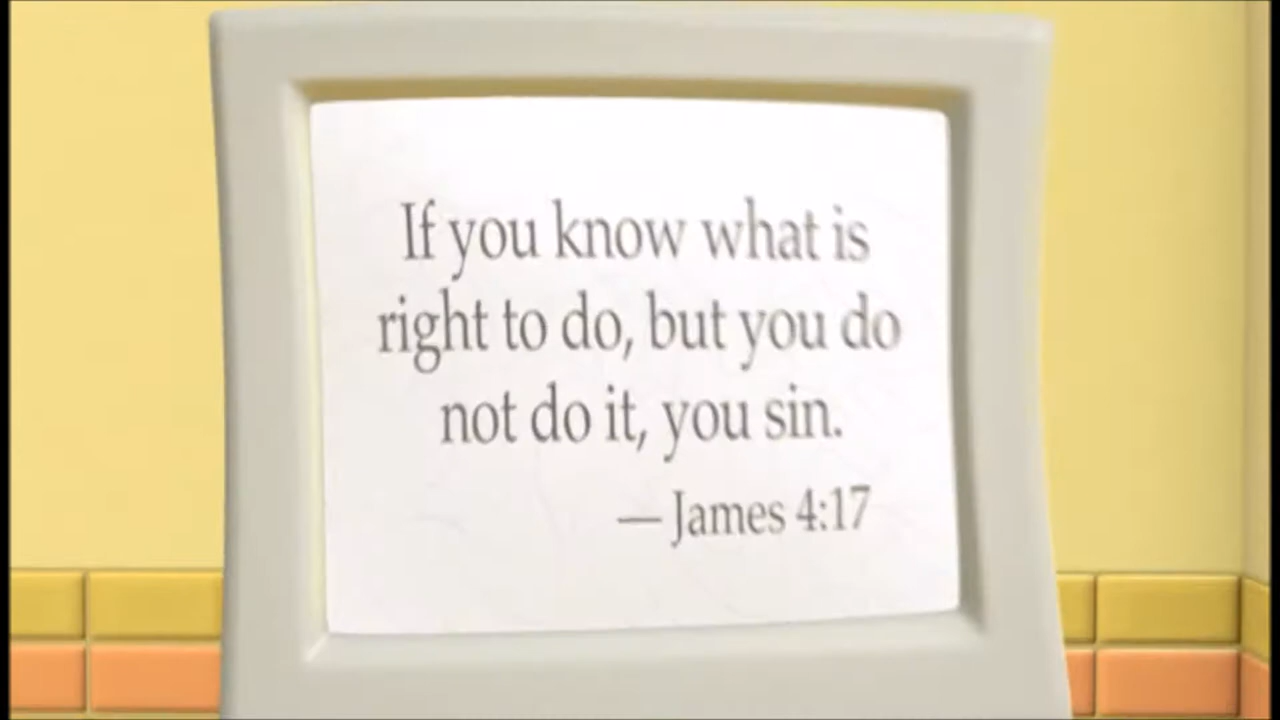 If you know what is
right to do, but you do
not do it, you sin.
— James 4:17